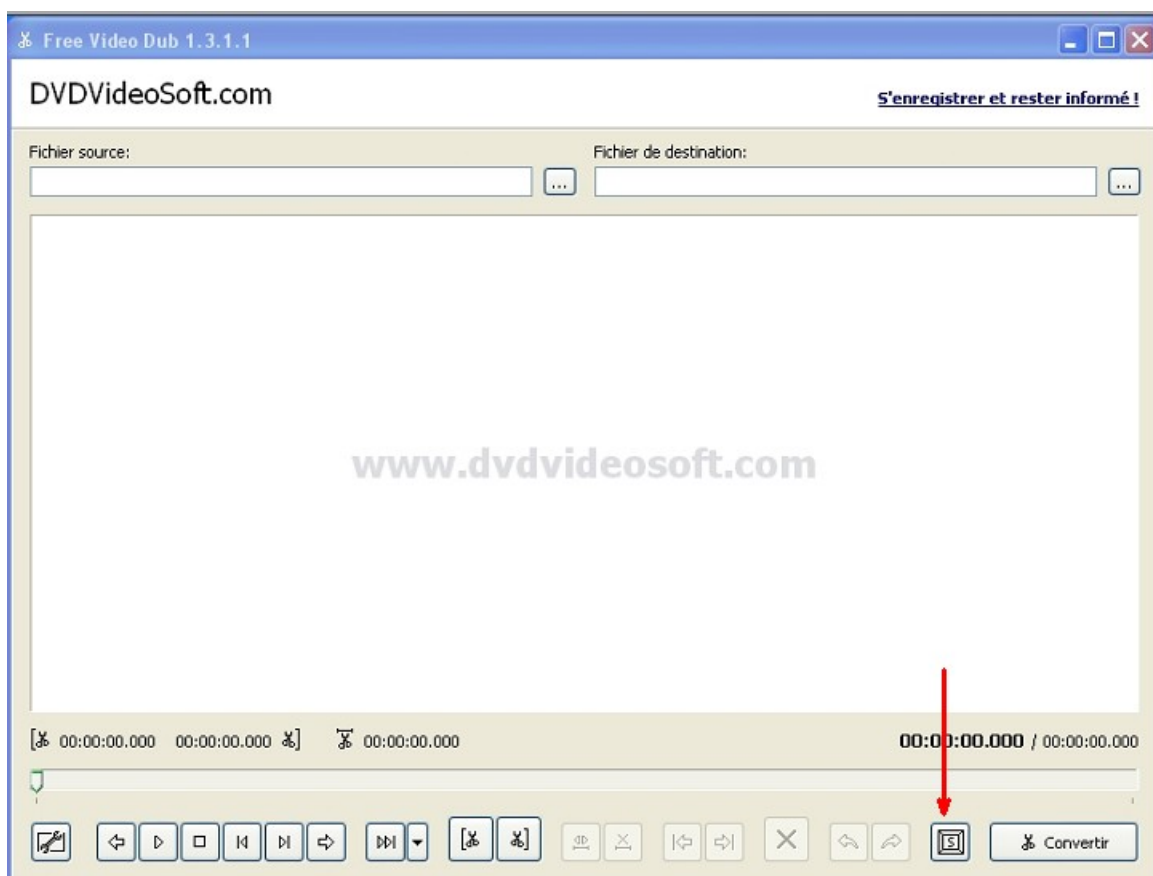 Free Video Dub 1.3.1.1
DVDVideoSoft.com
S'enregistrer et rester informé !
Fichier source:
Fichier de destination:
...
...
www.dvdvideosoft.com
00:00:00.000 00:00:00.000 00:00:00.000
00:00:00.000 / 00:00:00.000
S
Convertir